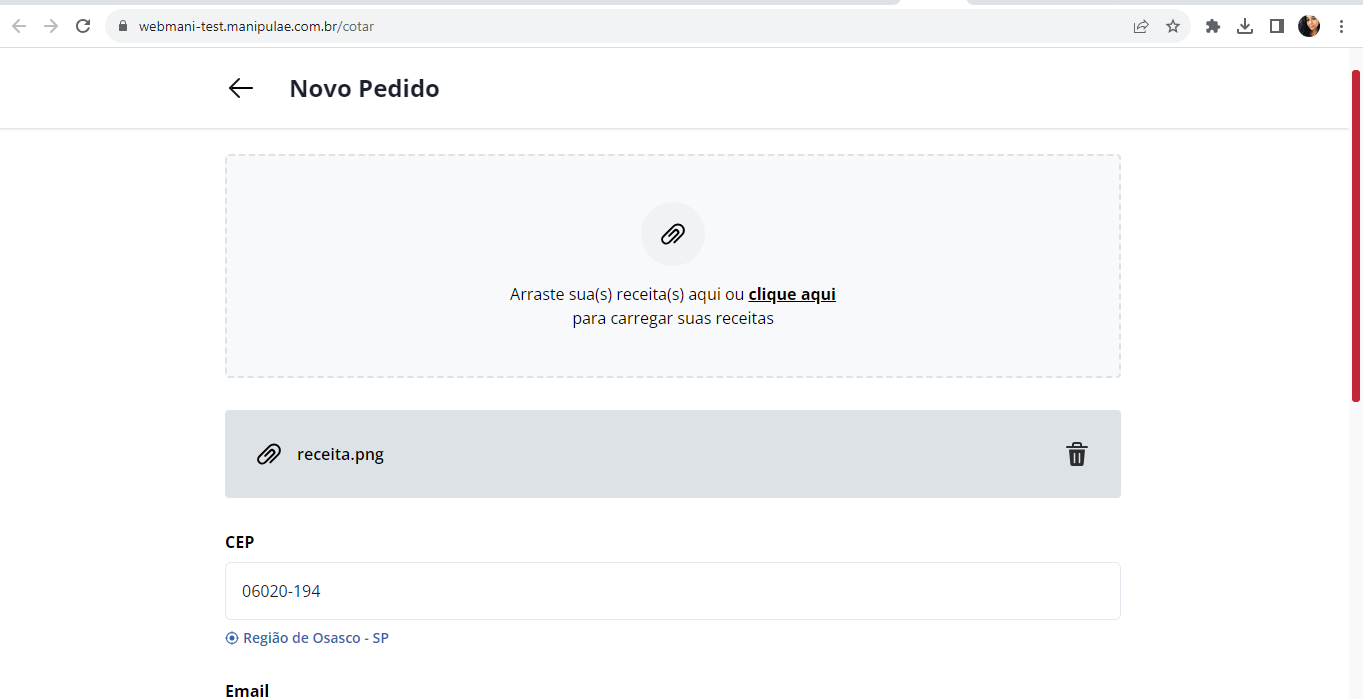 webmani-test.manipulae.com.br/cotar
Novo Pedido
Arraste sua(s) receita(s) aqui ou clique aqui
para carregar suas receitas
receita.png
CEP
06020-194
Região de Osasco - SP
Email